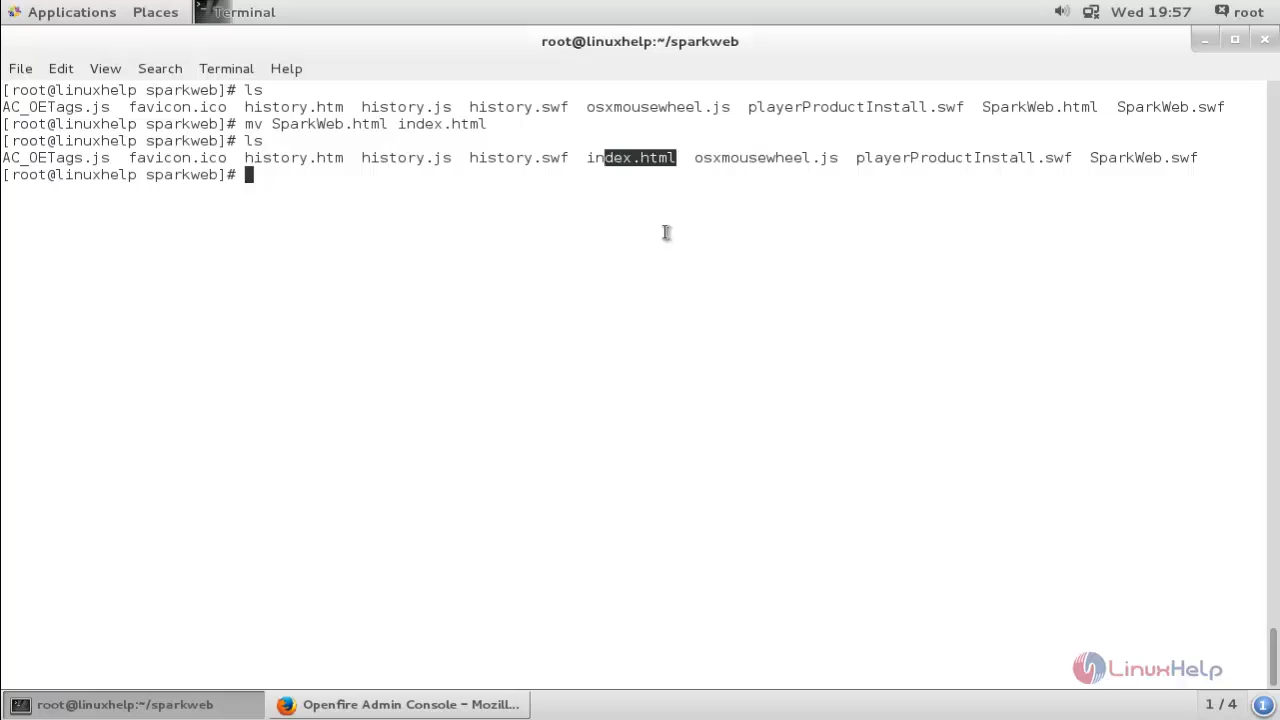 Applications Places Terminal Wed 19:57 root
root@linuxhelp:~/sparkweb
File Edit View Search Terminal Help
[root@linuxhelp sparkweb]# ls
AC_OETags.js favicon.ico history.htm history.js history.swf osxmousewheel.js playerProductInstall.swf SparkWeb.html SparkWeb.swf
[root@linuxhelp sparkweb]# mv SparkWeb.html index.html
[root@linuxhelp sparkweb]# ls
AC_OETags.js favicon.ico history.htm history.js history.swf index.html osxmousewheel.js playerProductInstall.swf SparkWeb.swf
[root@linuxhelp sparkweb]#
LinuxHelp
root@linuxhelp:~/sparkweb Openfire Admin Console - Mozill... 1 / 4 1